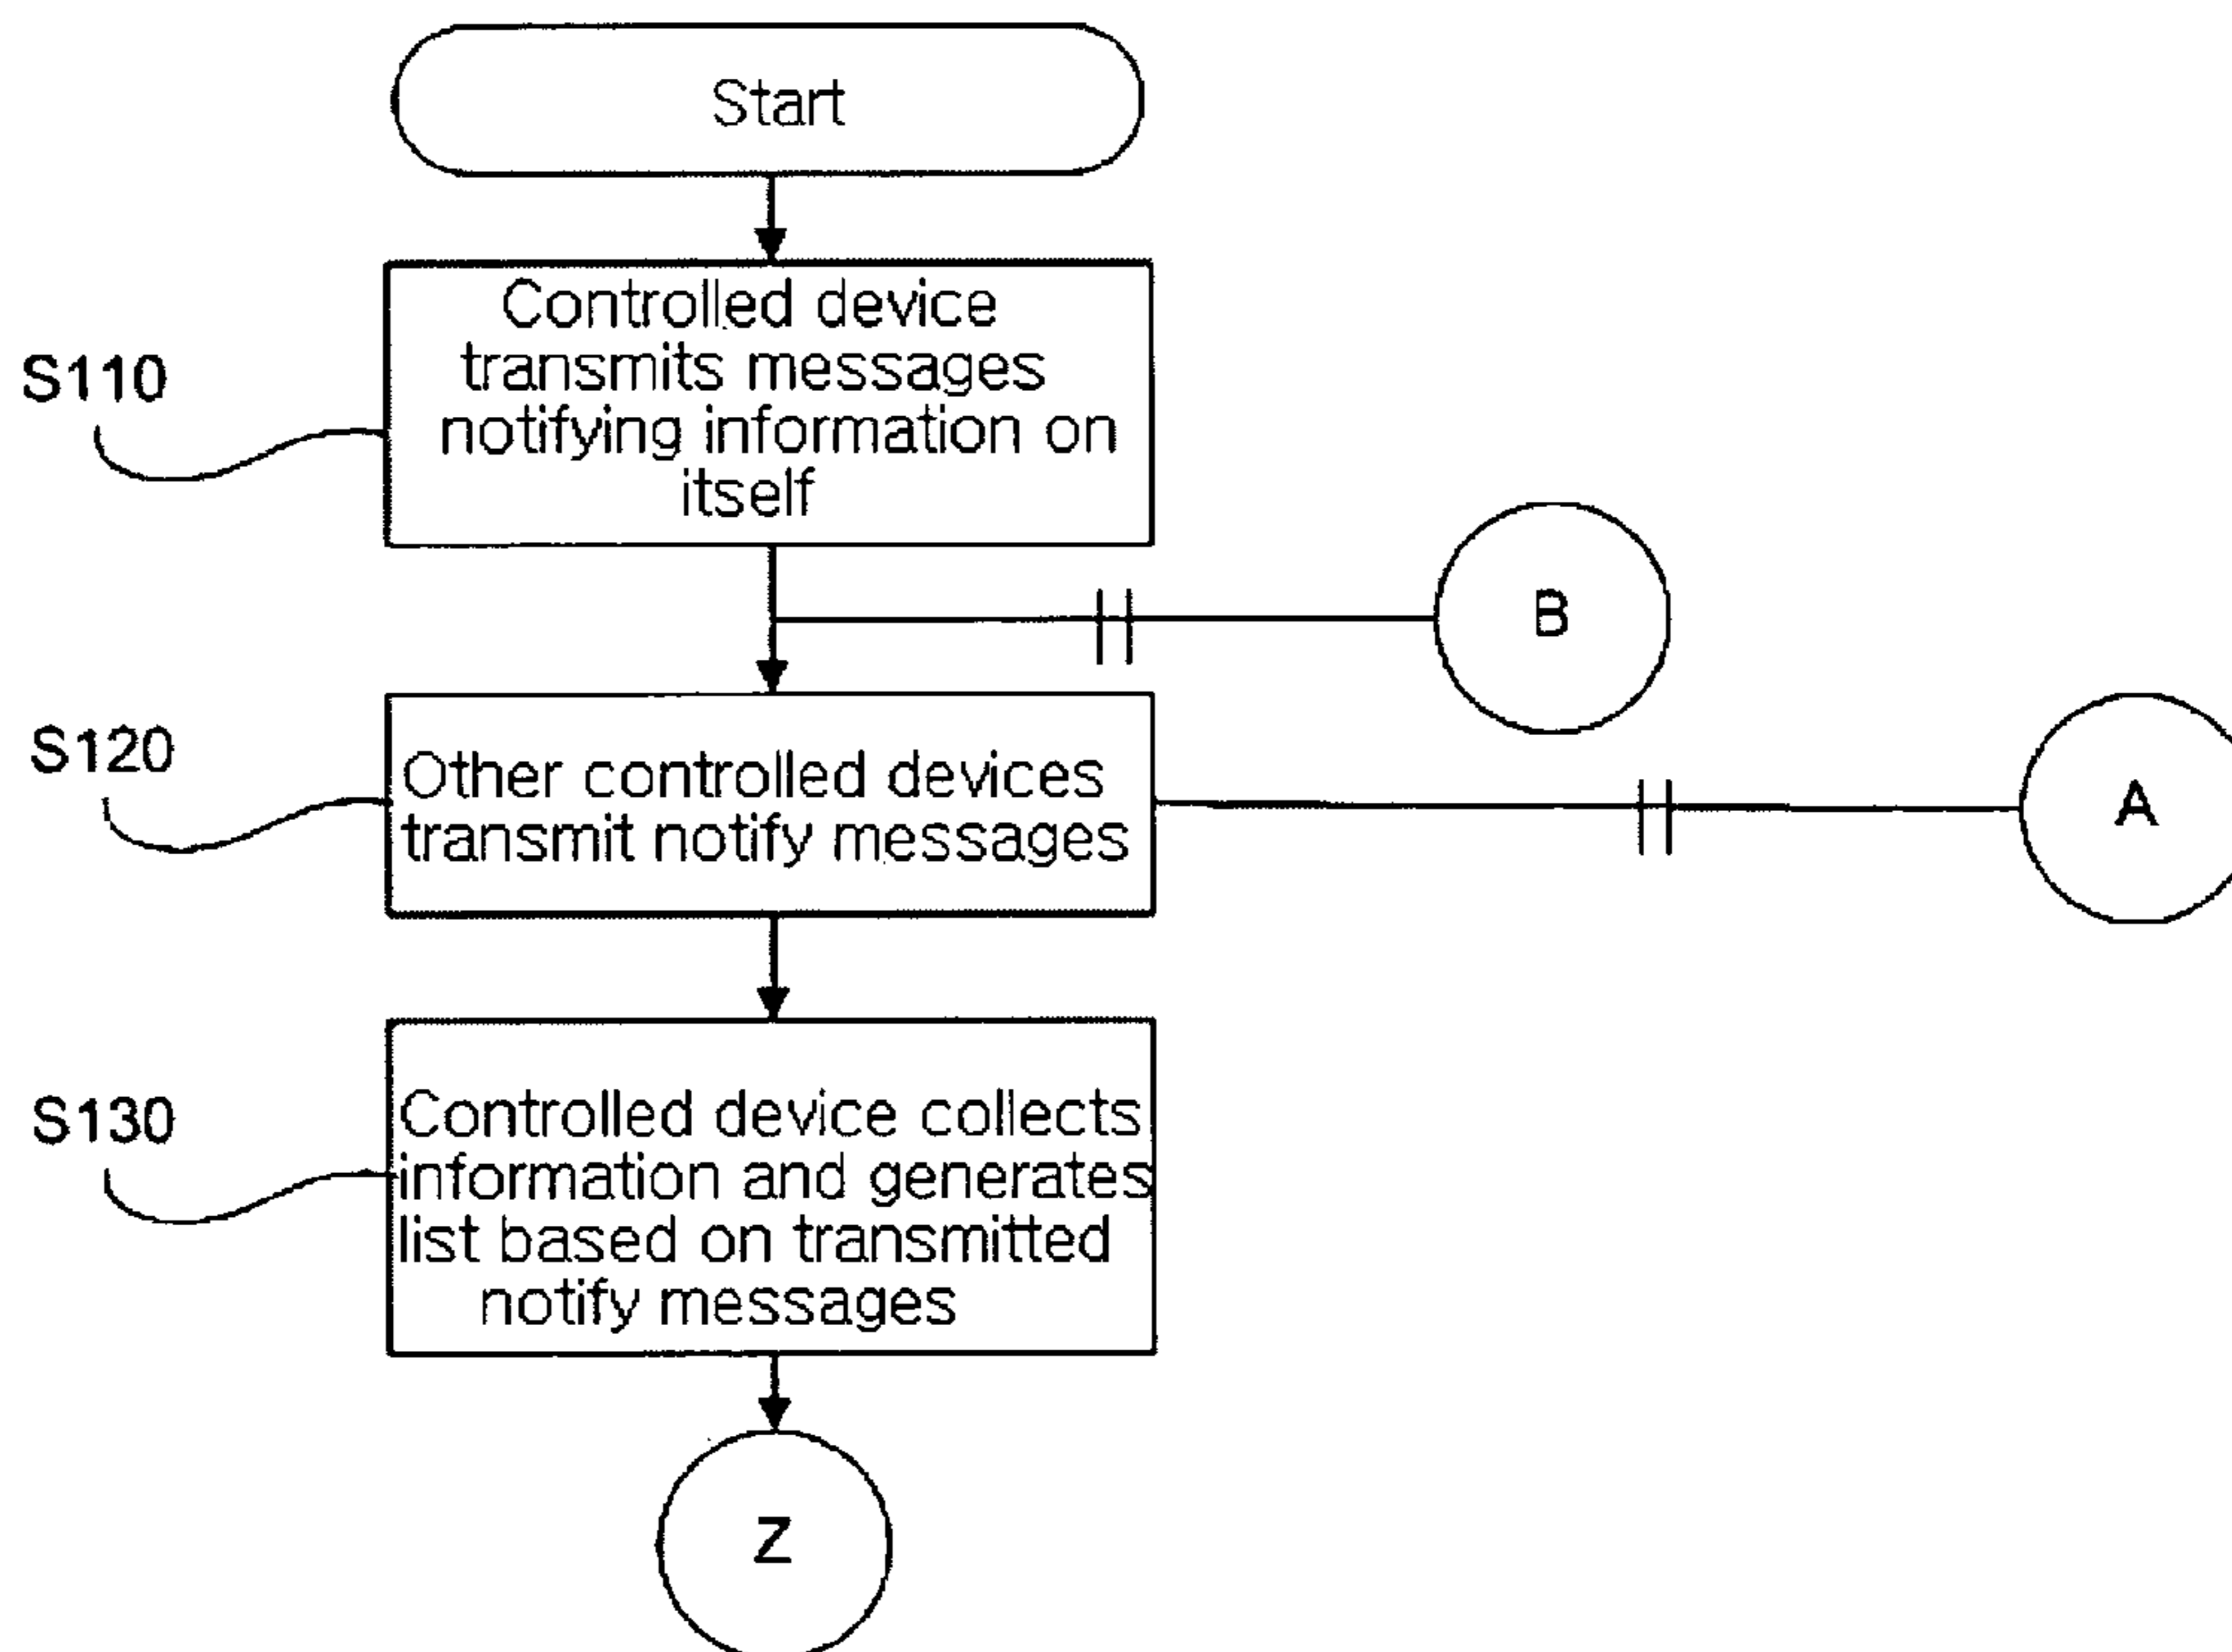 Start
Controlled device
transmits messages
notifying information on
itself
S110
B
S120
Other controlled devices
transmit notify messages
A
S130
Controlled device collects
information and generates
list based on transmitted
notify messages
Z